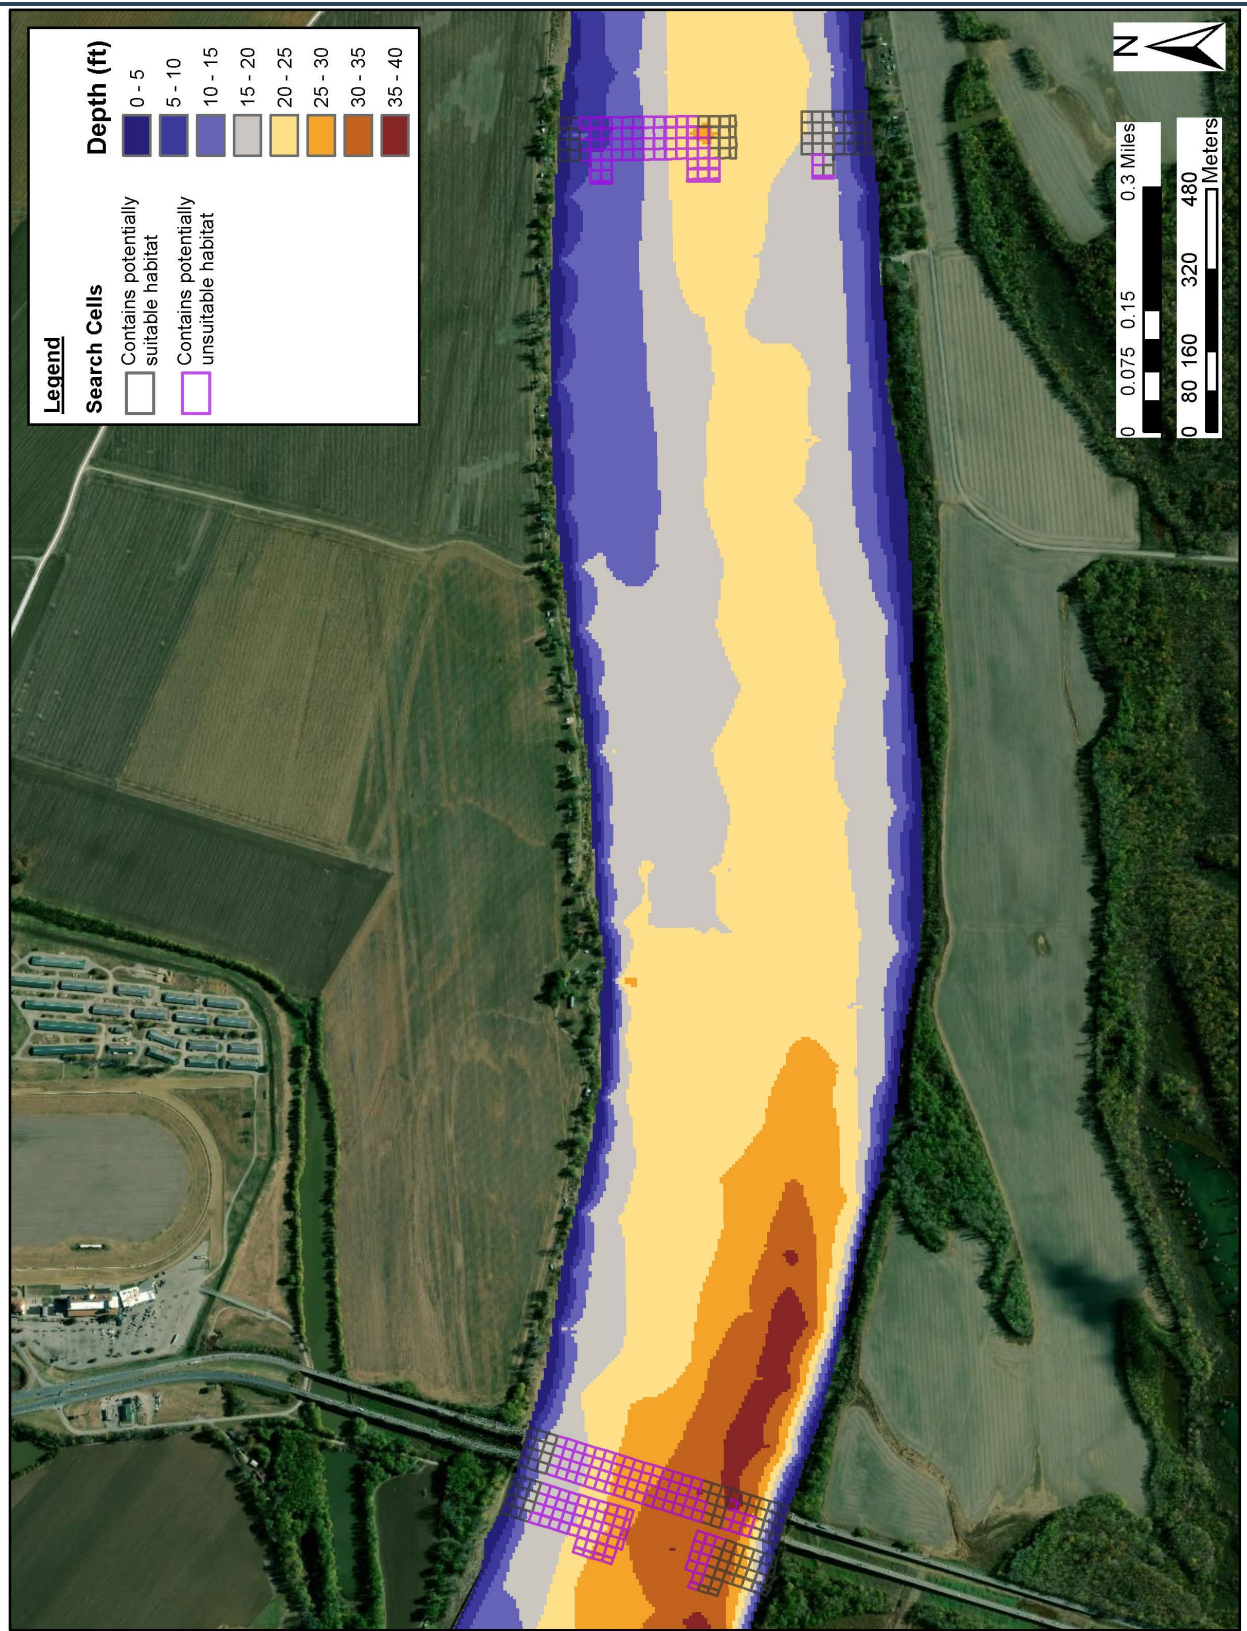 Legend
Search Cells
Contains potentially
suitable habitat
Contains potentially
unsuitable habitat
Depth (ft)
0 - 5
5 - 10
10 - 15
15 - 20
20 - 25
25 - 30
30 - 35
35 - 40
N
0 0.075 0.15 0.3 Miles
0 80 160 320 480 Meters